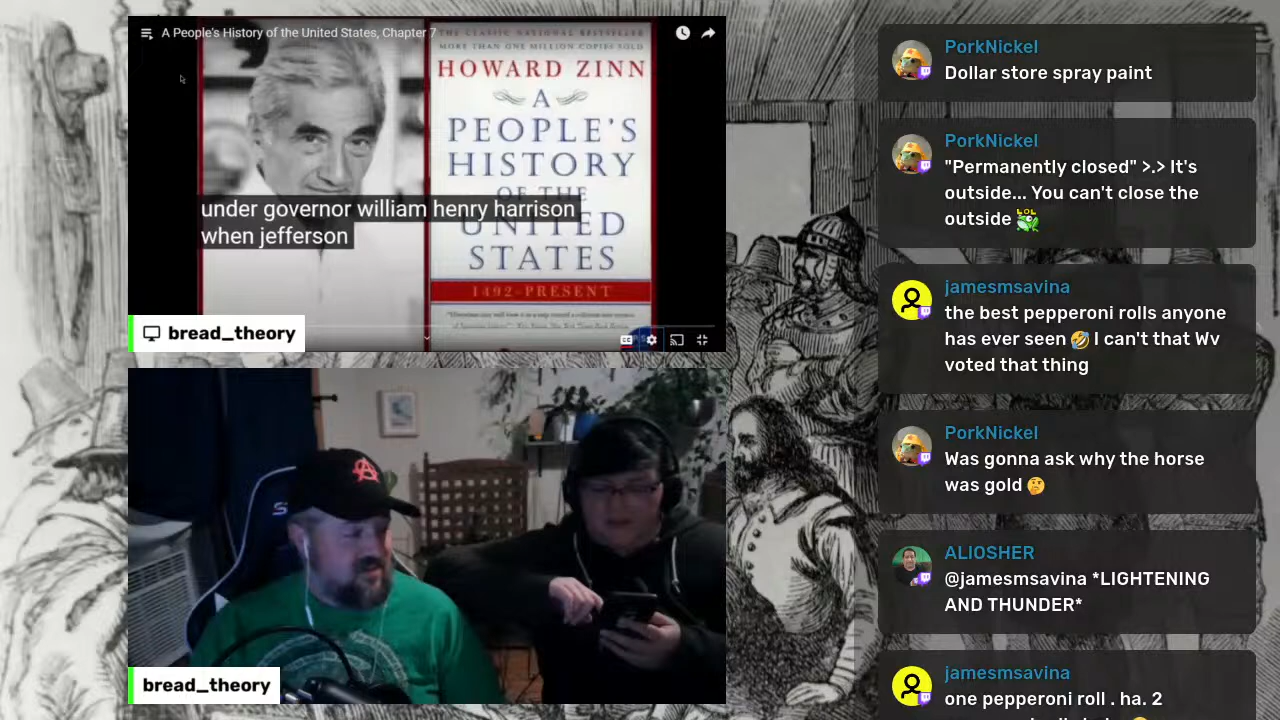 A People's History of the United States, Chapter 7
THE CLASSIC NATIONAL BESTSELLER
MORE THAN ONE MILLION COPIES SOLD
HOWARD ZINN
A
PEOPLE'S
HISTORY
OF THE
UNITED
STATES
1492-PRESENT
under governor william henry harrison
when jefferson
bread_theory
CC
bread_theory
PorkNickel
Dollar store spray paint
PorkNickel
"Permanently closed" >.> It's
outside... You can't close the
outside LOL
jamesmsavina
the best pepperoni rolls anyone
has ever seen 🤣 I can't that Wv
voted that thing
PorkNickel
Was gonna ask why the horse
was gold 🤔
ALIOSHER
@jamesmsavina *LIGHTENING
AND THUNDER*
jamesmsavina
one pepperoni roll . ha. 2